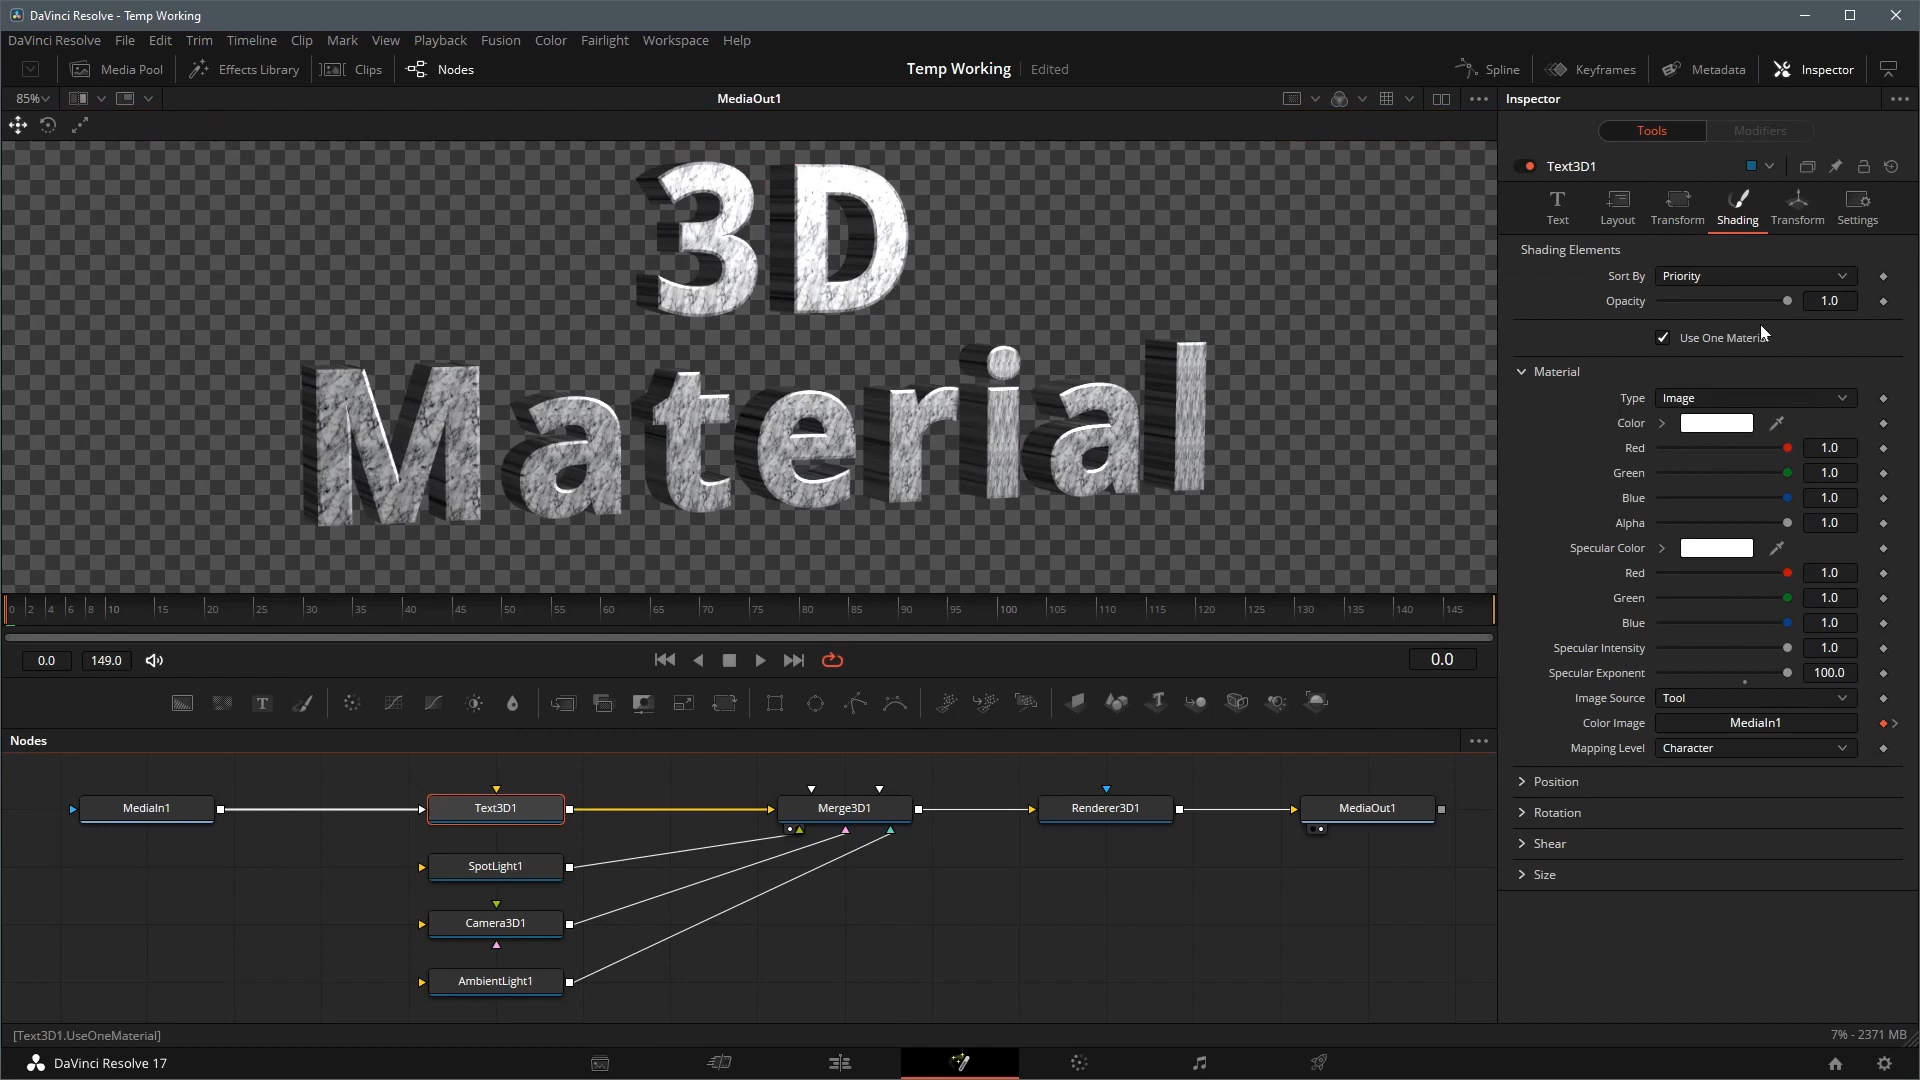 DaVinci Resolve - Temp Working
DaVinci Resolve File Edit Trim Timeline Clip Mark View Playback Fusion Color Fairlight Workspace Help
Media Pool Effects Library Clips Nodes Temp Working Edited Spline Keyframes Metadata Inspector
85% MediaOut1 Inspector
Tools Modifiers
Text3D1
Text Layout Transform Shading Transform Settings
Shading Elements
Sort By Priority
Opacity 1.0
Use One Material
Material
Type Image
Color
Red 1.0
Green 1.0
Blue 1.0
Alpha 1.0
Specular Color
Red 1.0
Green 1.0
Blue 1.0
Specular Intensity 1.0
Specular Exponent 100.0
Image Source Tool
Color Image MediaIn1
Mapping Level Character
Position
Rotation
Shear
Size
3D
Material
0 2 4 6 8 10 15 20 25 30 35 40 45 50 55 60 65 70 75 80 85 90 95 100 105 110 115 120 125 130 135 140 145
0.0 149.0 0.0
Nodes
MediaIn1 Text3D1 Merge3D1 Renderer3D1 MediaOut1
SpotLight1
Camera3D1
AmbientLight1
[Text3D1.UseOneMaterial] 7% - 2371 MB
DaVinci Resolve 17